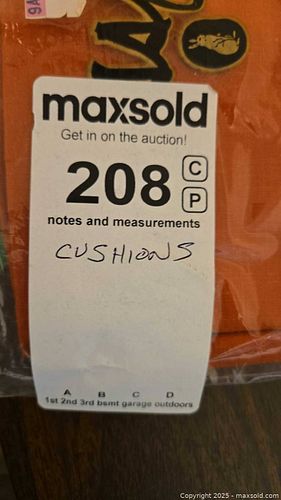 9A
maxsold
Get in on the auction!
208 C
P
notes and measurements
CUSHIONS
A B C D
1st 2nd 3rd bsmt garage outdoors
Copyright 2025 - maxsold.com